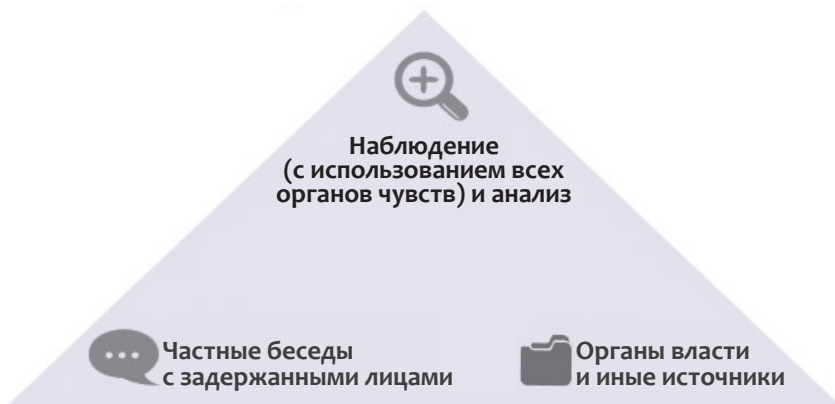 Наблюдение
(с использованием всех
органов чувств) и анализ
Частные беседы
с задержанными лицами
Органы власти
и иные источники